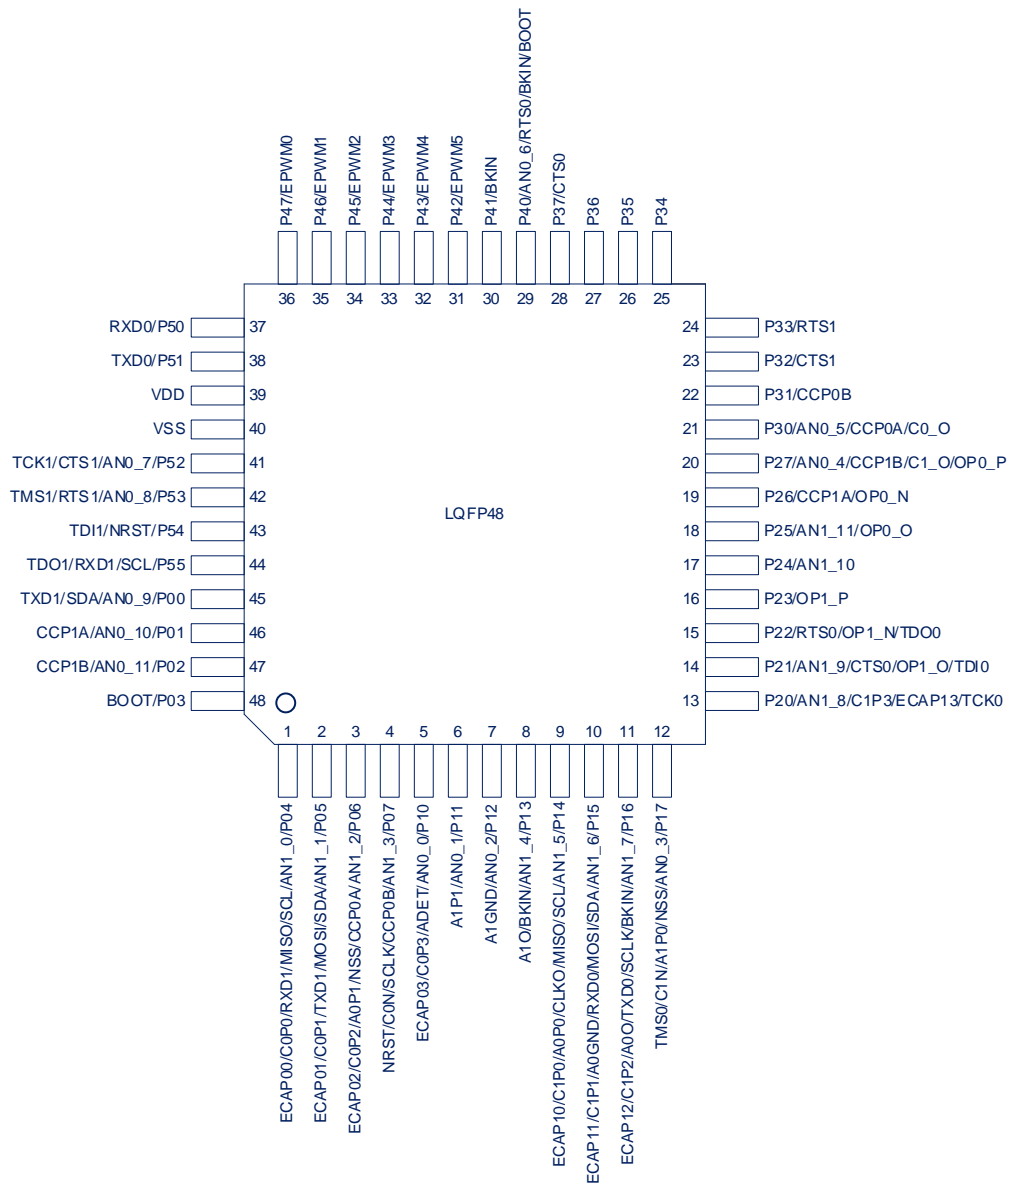 P47/EPWM0
P46/EPWM1
P45/EPWM2
P44/EPWM3
P43/EPWM4
P42/EPWM5
P41/BKIN
P40/AN0_6/RTS0/BKIN/BOOT
P37/CTS0
P36
P35
P34
36
35
34
33
32
31
30
29
28
27
26
25
RXD0/P50
37
TXD0/P51
38
VDD
39
VSS
40
TCK1/CTS1/AN0_7/P52
41
TMS1/RTS1/AN0_8/P53
42
TDI1/NRST/P54
43
TDO1/RXD1/SCL/P55
44
TXD1/SDA/AN0_9/P00
45
CCP1A/AN0_10/P01
46
CCP1B/AN0_11/P02
47
BOOT/P03
48
LQFP48
24
P33/RTS1
23
P32/CTS1
22
P31/CCP0B
21
P30/AN0_5/CCP0A/C0_O
20
P27/AN0_4/CCP1B/C1_O/OP0_P
19
P26/CCP1A/OP0_N
18
P25/AN1_11/OP0_O
17
P24/AN1_10
16
P23/OP1_P
15
P22/RTS0/OP1_N/TDO0
14
P21/AN1_9/CTS0/OP1_O/TDI0
13
P20/AN1_8/C1P3/ECAP13/TCK0
1
2
3
4
5
6
7
8
9
10
11
12
ECAP00/C0P0/RXD1/MISO/SCL/AN1_0/P04
ECAP01/C0P1/TXD1/MOSI/SDA/AN1_1/P05
ECAP02/C0P2/A0P1/NSS/CCP0A/AN1_2/P06
NRST/C0N/SCLK/CCP0B/AN1_3/P07
ECAP03/C0P3/ADET/AN0_0/P10
A1P1/AN0_1/P11
A1GND/AN0_2/P12
A1O/BKIN/AN1_4/P13
ECAP10/C1P0/A0P0/CLKO/MISO/SCL/AN1_5/P14
ECAP11/C1P1/A0GND/RXD0/MOSI/SDA/AN1_6/P15
ECAP12/C1P2/A0O/TXD0/SCLK/BKIN/AN1_7/P16
TMS0/C1N/A1P0/NSS/AN0_3/P17